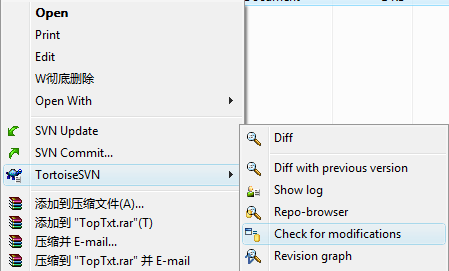 Open
Print
Edit
W彻底删除
Open With
SVN Update
SVN Commit...
TortoiseSVN
添加到压缩文件(A)...
添加到 "TopTxt.rar"(T)
压缩并 E-mail...
压缩到 "TopTxt.rar" 并 E-mail
Diff
Diff with previous version
Show log
Repo-browser
Check for modifications
Revision graph